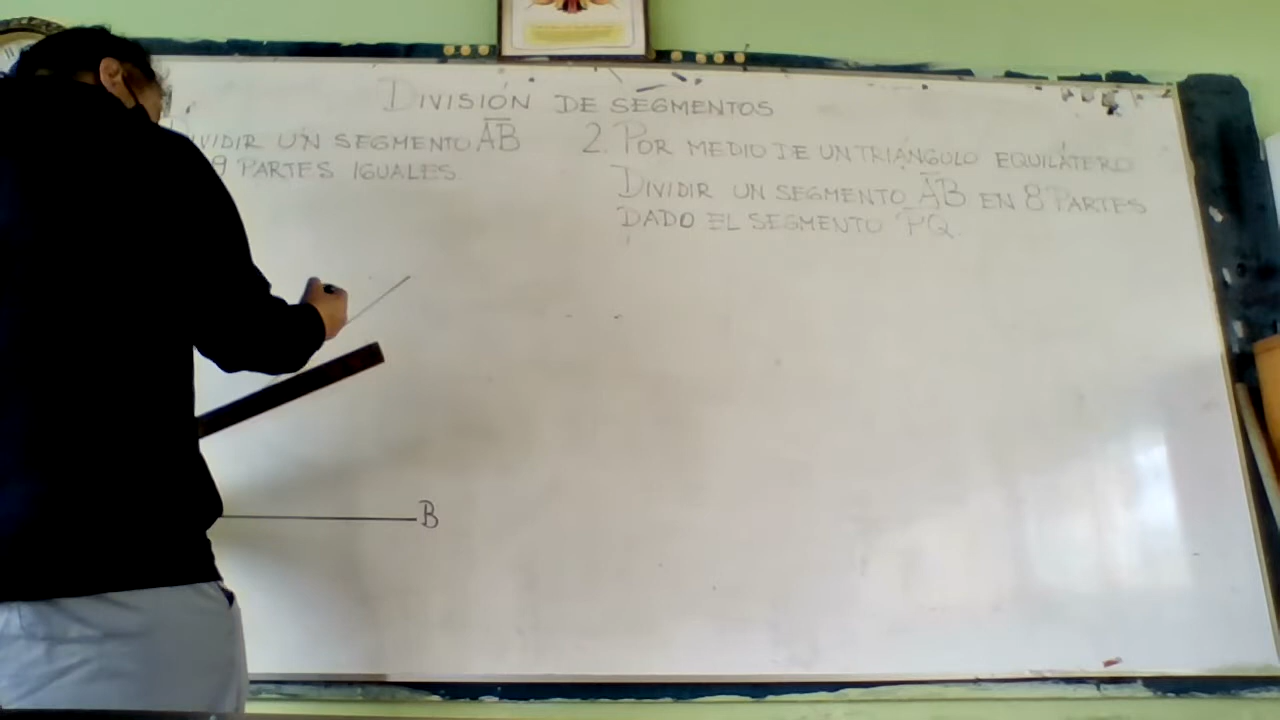 DIVISIÓN DE SEGMENTOS
DIVIDIR UN SEGMENTO AB
9 PARTES IGUALES
2. POR MEDIO DE UN TRIÁNGULO EQUILÁTERO
DIVIDIR UN SEGMENTO AB EN 8 PARTES
DADO EL SEGMENTO PQ.
B